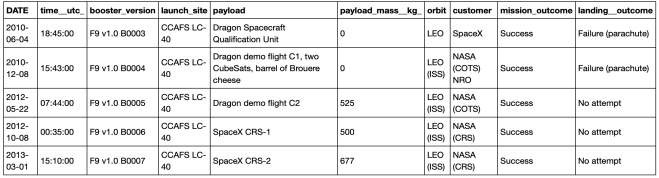 DATE time__utc_ booster_version launch_site payload payload_mass__kg_ orbit customer mission_outcome landing__outcome
2010-06-04 18:45:00 F9 v1.0 B0003 CCAFS LC-40 Dragon Spacecraft Qualification Unit 0 LEO SpaceX Success Failure (parachute)
2010-12-08 15:43:00 F9 v1.0 B0004 CCAFS LC-40 Dragon demo flight C1, two CubeSats, barrel of Brouere cheese 0 LEO (ISS) NASA (COTS) NRO Success Failure (parachute)
2012-05-22 07:44:00 F9 v1.0 B0005 CCAFS LC-40 Dragon demo flight C2 525 LEO (ISS) NASA (COTS) Success No attempt
2012-10-08 00:35:00 F9 v1.0 B0006 CCAFS LC-40 SpaceX CRS-1 500 LEO (ISS) NASA (CRS) Success No attempt
2013-03-01 15:10:00 F9 v1.0 B0007 CCAFS LC-40 SpaceX CRS-2 677 LEO (ISS) NASA (CRS) Success No attempt